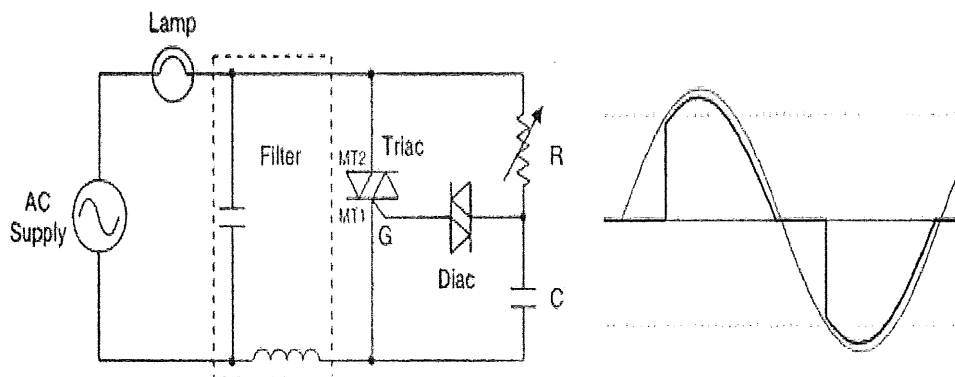 Lamp
Filter
MT2
Triac
MT1
G
Diac
R
C
AC
Supply